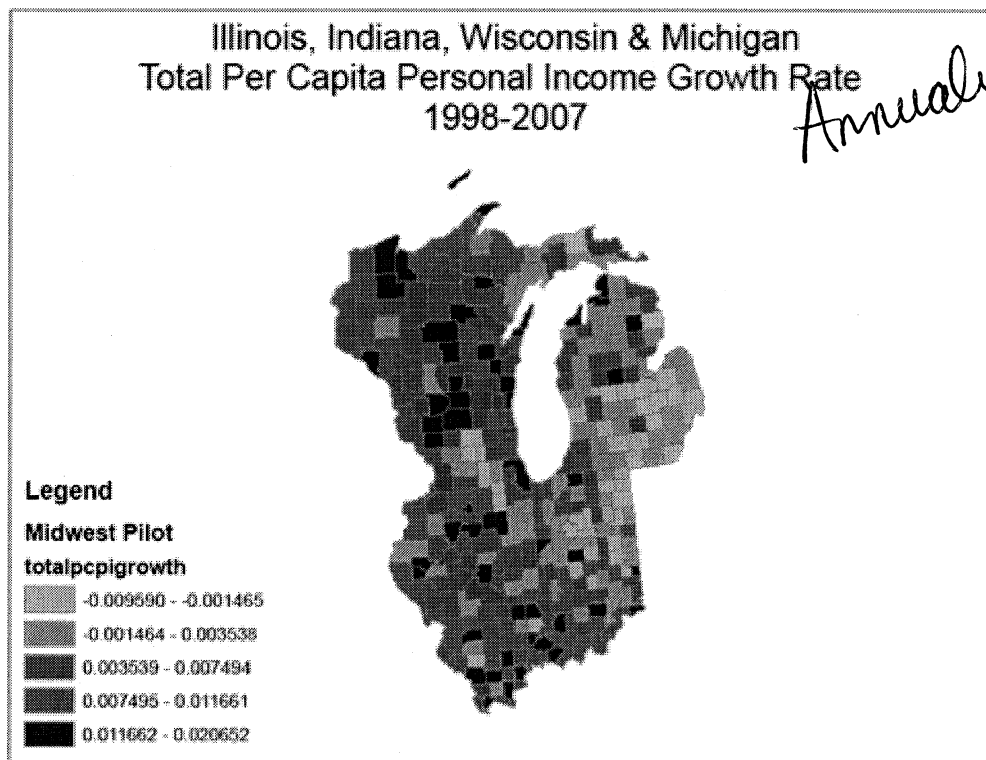 Illinois, Indiana, Wisconsin & Michigan
Total Per Capita Personal Income Growth Rate
1998-2007
Legend
Midwest Pilot
totalpcpigrowth
-0.009590 - -0.001465
-0.001464 - 0.003538
0.003539 - 0.007494
0.007495 - 0.011661
0.011662 - 0.020652